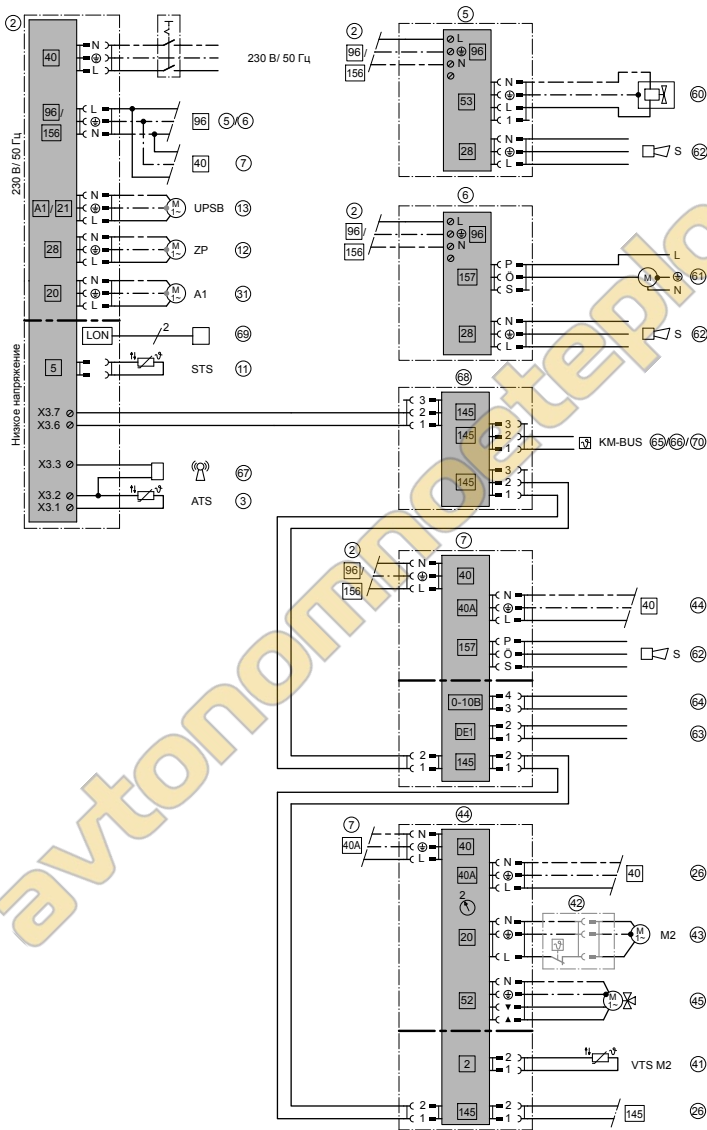 2
230 В/ 50 Гц
40
N
L
230 В/ 50 Гц
96/
156
L
N
96 5/6
40 7
A1/ 21
N
L
M
1~
UPSB 13
28
N
L
M
1~
ZP 12
20
N
L
M
1~
A1 31
Низкое напряжение
LON
2
69
5
STS 11
X3.7
X3.6
X3.3
67
X3.2
X3.1
ATS 3
5
2
96/
156
L
96
N
53
N
L
1
60
28
N
L
S 62
6
2
96/
156
L
96
N
157
P
Ö
S
M
L
N
61
28
N
L
S 62
68
3
2
1
145
145
3
2
1
KM-BUS 65/66/70
145
3
2
1
7
2
96/
156
N
L
40
40A
N
L
40 44
157
P
Ö
S
S 62
0-10В
4
3
64
DE1
2
1
63
2
1
145
2
1
44
7
40A
N
L
40
40A
N
L
40 26
2
42
20
N
L
M
1~
M2 43
52
N
M
1~
45
2
2
1
VTS M2 41
2
1
145
2
1
145 26
avtonomnoeteplo